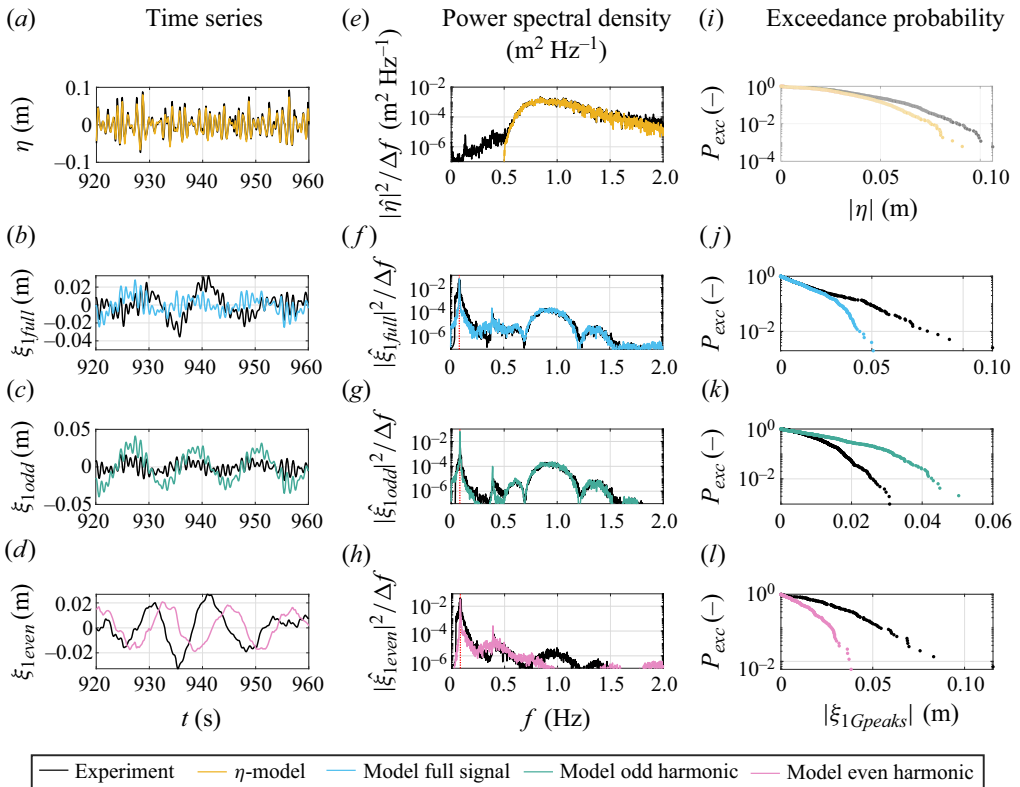 (a) Time series (e) Power spectral density (i) Exceedance probability
(m² Hz⁻¹)
η (m)
0.1
0
−0.1
920 930 940 950 960
|η̂|²/Δf (m² Hz⁻¹)
10⁻²
10⁻⁴
10⁻⁶
0 0.5 1.0 1.5 2.0
P_exc (–)
10⁰
10⁻²
10⁻⁴
0 0.05 0.10
|η| (m)
(b) (f) (j)
ξ_1full (m)
0.02
0
−0.02
−0.04
920 930 940 950 960
|ξ̂_1full|²/Δf
10⁻²
10⁻⁴
10⁻⁶
0 0.5 1.0 1.5 2.0
P_exc (–)
10⁰
10⁻²
0 0.05 0.10
(c) (g) (k)
ξ_1odd (m)
0.05
0
−0.05
920 930 940 950 960
|ξ̂_1odd|²/Δf
10⁻²
10⁻⁴
10⁻⁶
0 0.5 1.0 1.5 2.0
P_exc (–)
10⁰
10⁻²
0 0.02 0.04 0.06
(d) (h) (l)
ξ_1even (m)
0.02
0
−0.02
920 930 940 950 960
t (s)
|ξ̂_1even|²/Δf
10⁻²
10⁻⁴
10⁻⁶
0 0.5 1.0 1.5 2.0
f (Hz)
P_exc (–)
10⁰
10⁻²
0 0.05 0.10
|ξ_1Gpeaks| (m)
Experiment η-model Model full signal Model odd harmonic Model even harmonic